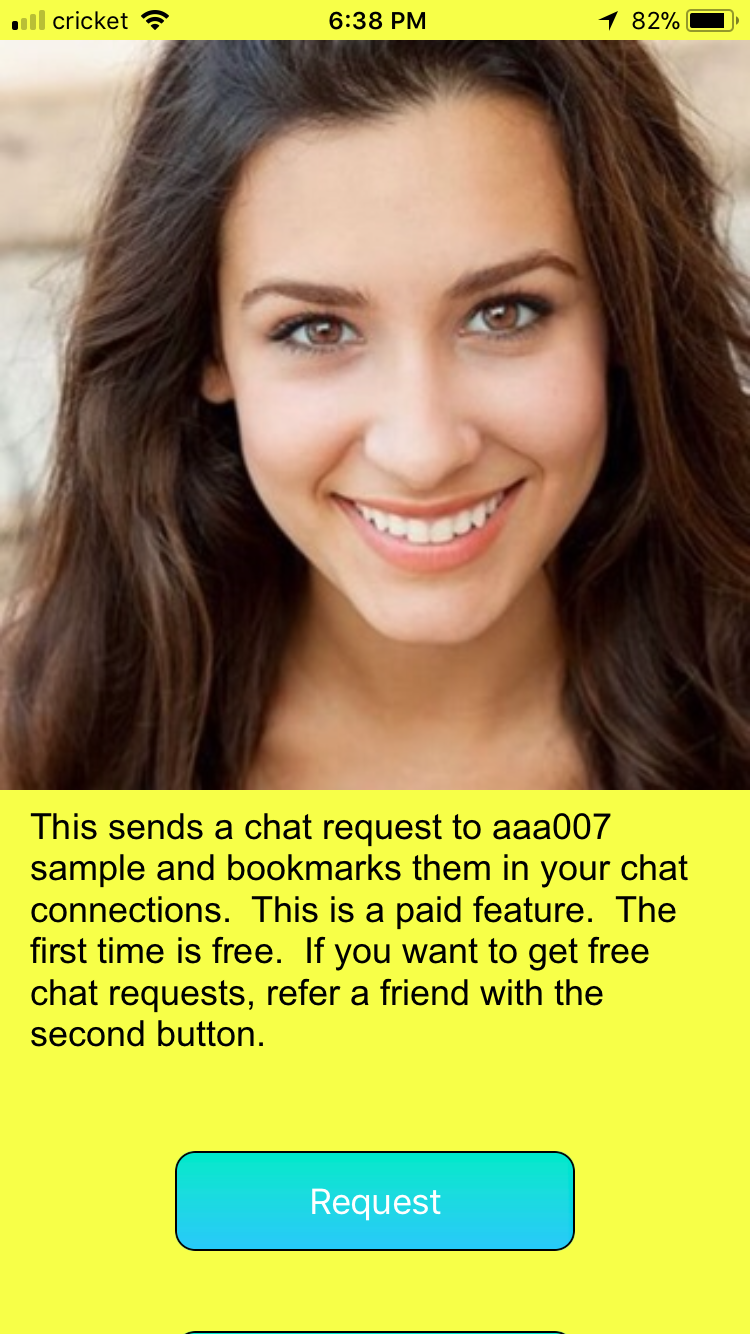 cricket 6:38 PM 82%
This sends a chat request to aaa007
sample and bookmarks them in your chat
connections.  This is a paid feature.  The
first time is free.  If you want to get free
chat requests, refer a friend with the
second button.
Request